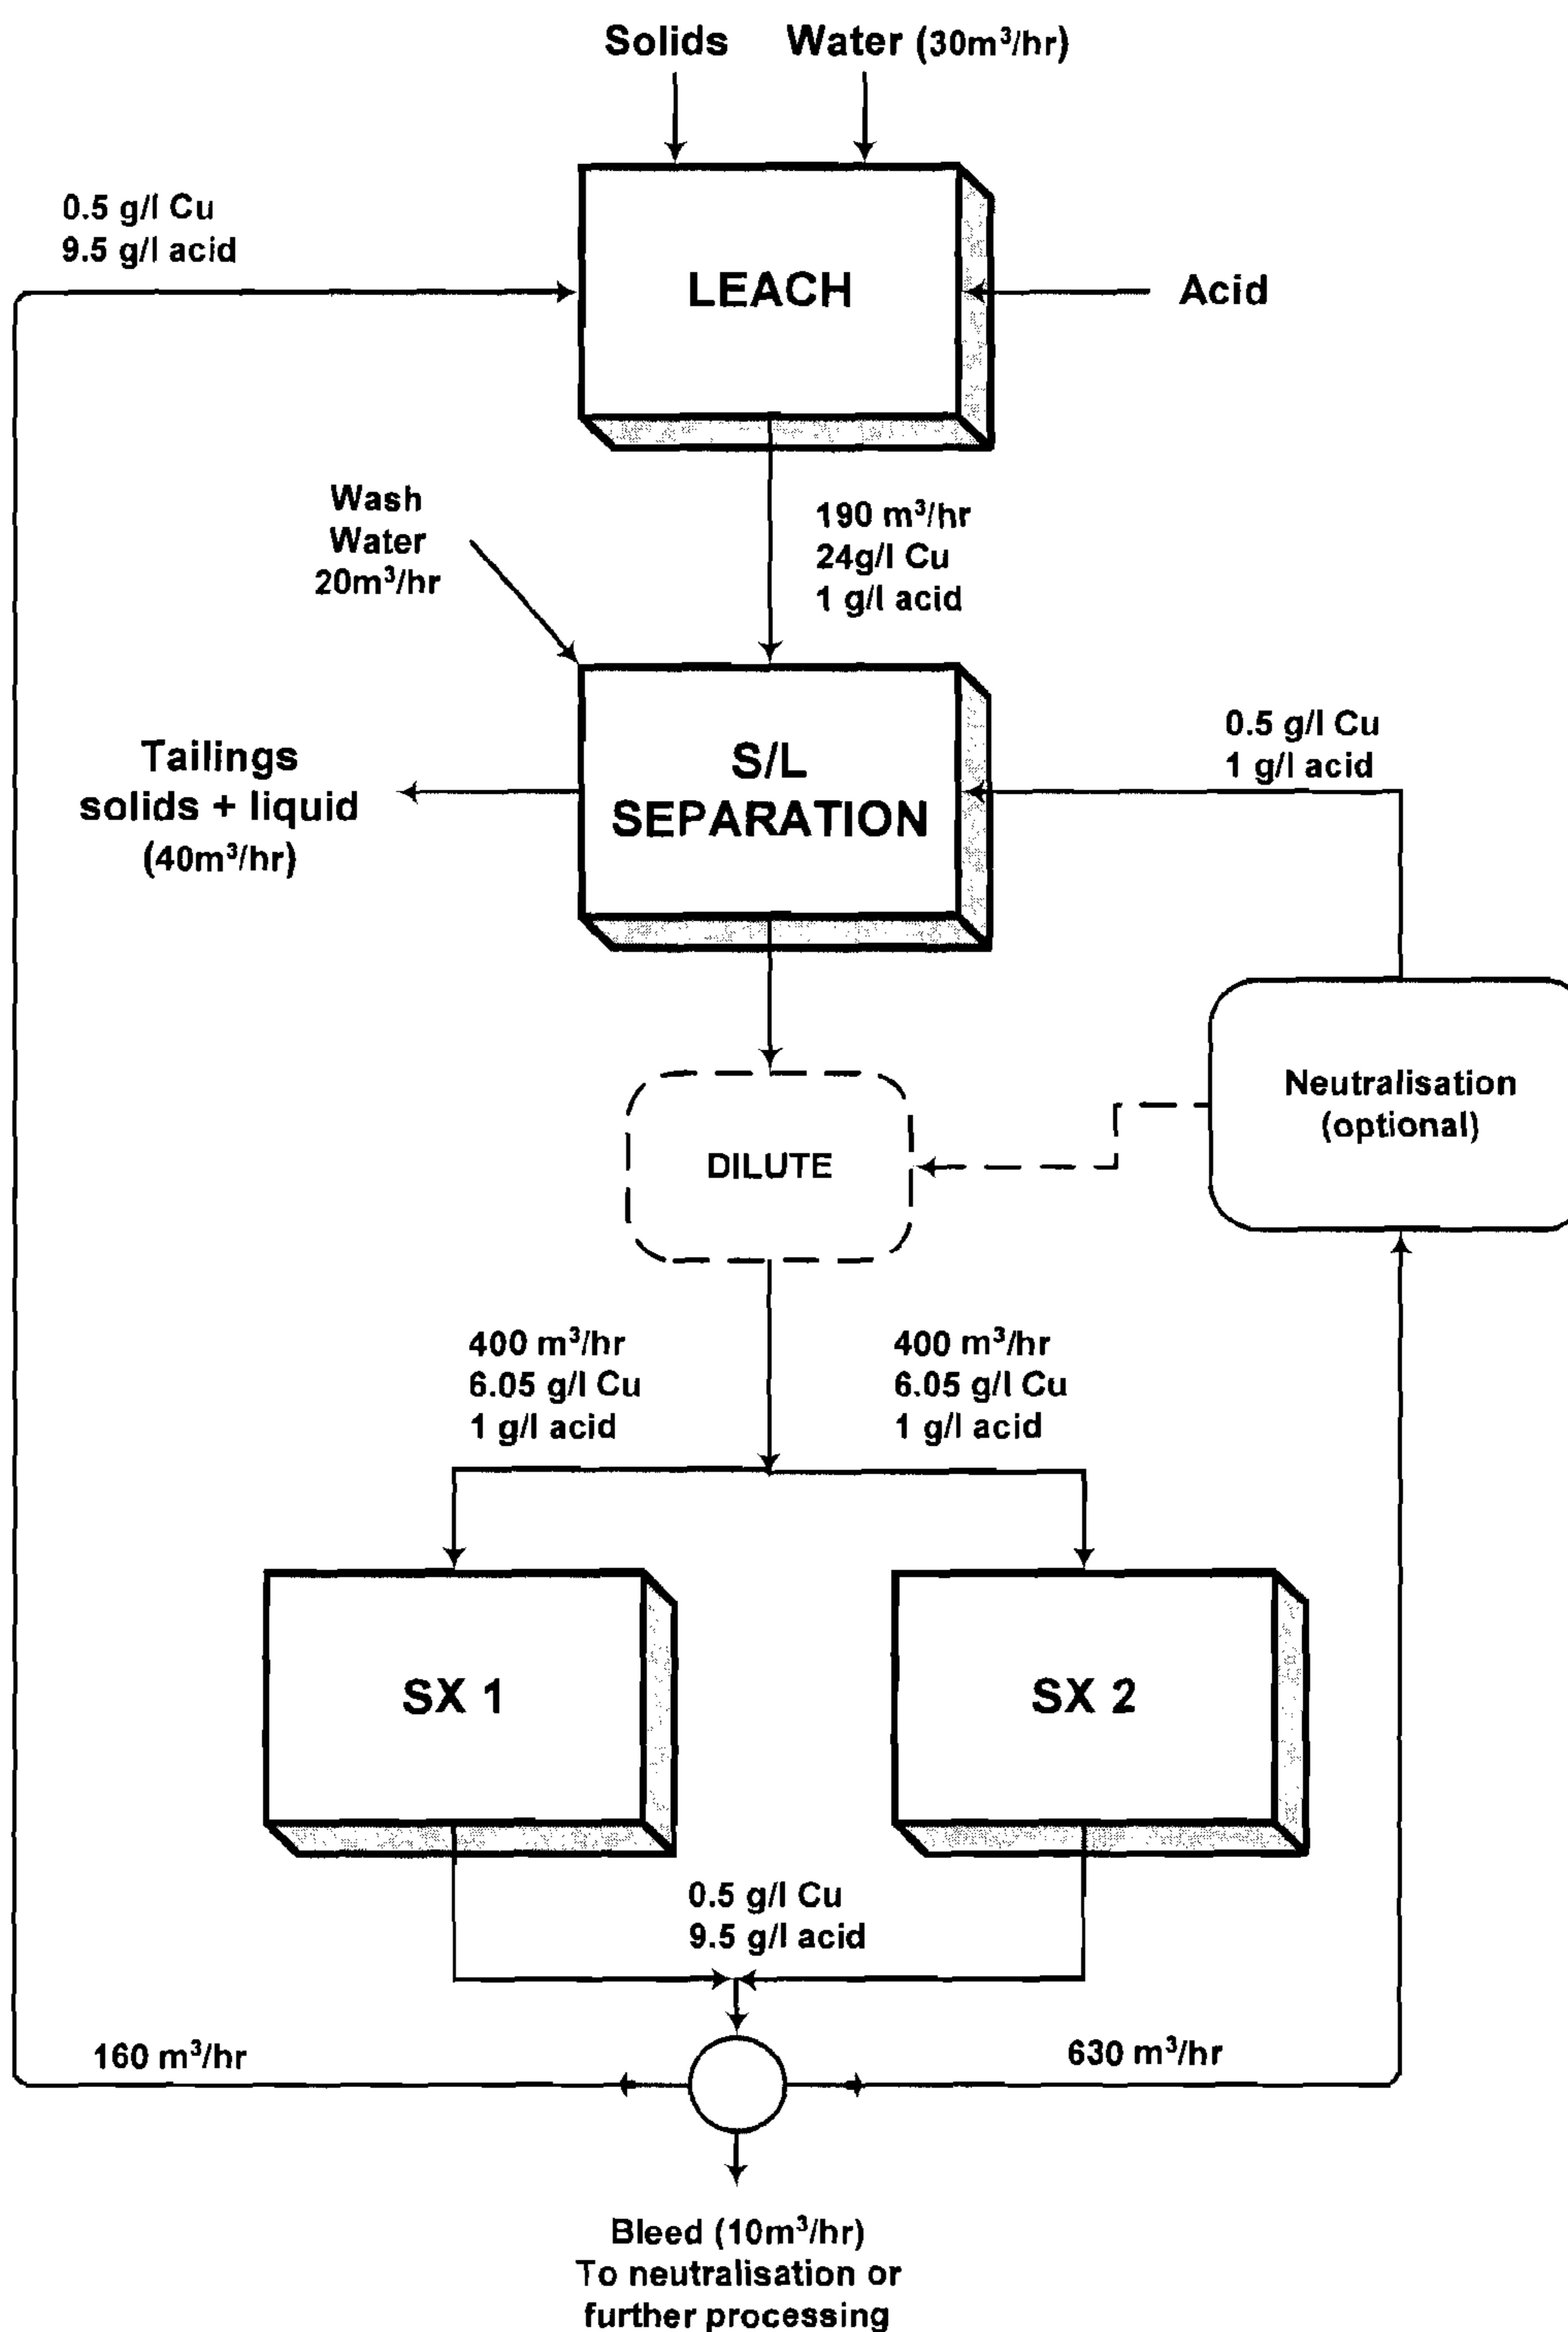 Solids Water (30m³/hr)
0.5 g/l Cu
9.5 g/l acid
LEACH
Acid
Wash
Water
20m³/hr
190 m³/hr
24g/l Cu
1 g/l acid
Tailings
solids + liquid
(40m³/hr)
S/L
SEPARATION
0.5 g/l Cu
1 g/l acid
Neutralisation
(optional)
DILUTE
400 m³/hr
6.05 g/l Cu
1 g/l acid
400 m³/hr
6.05 g/l Cu
1 g/l acid
SX 1
SX 2
0.5 g/l Cu
9.5 g/l acid
160 m³/hr
630 m³/hr
Bleed (10m³/hr)
To neutralisation or
further processing